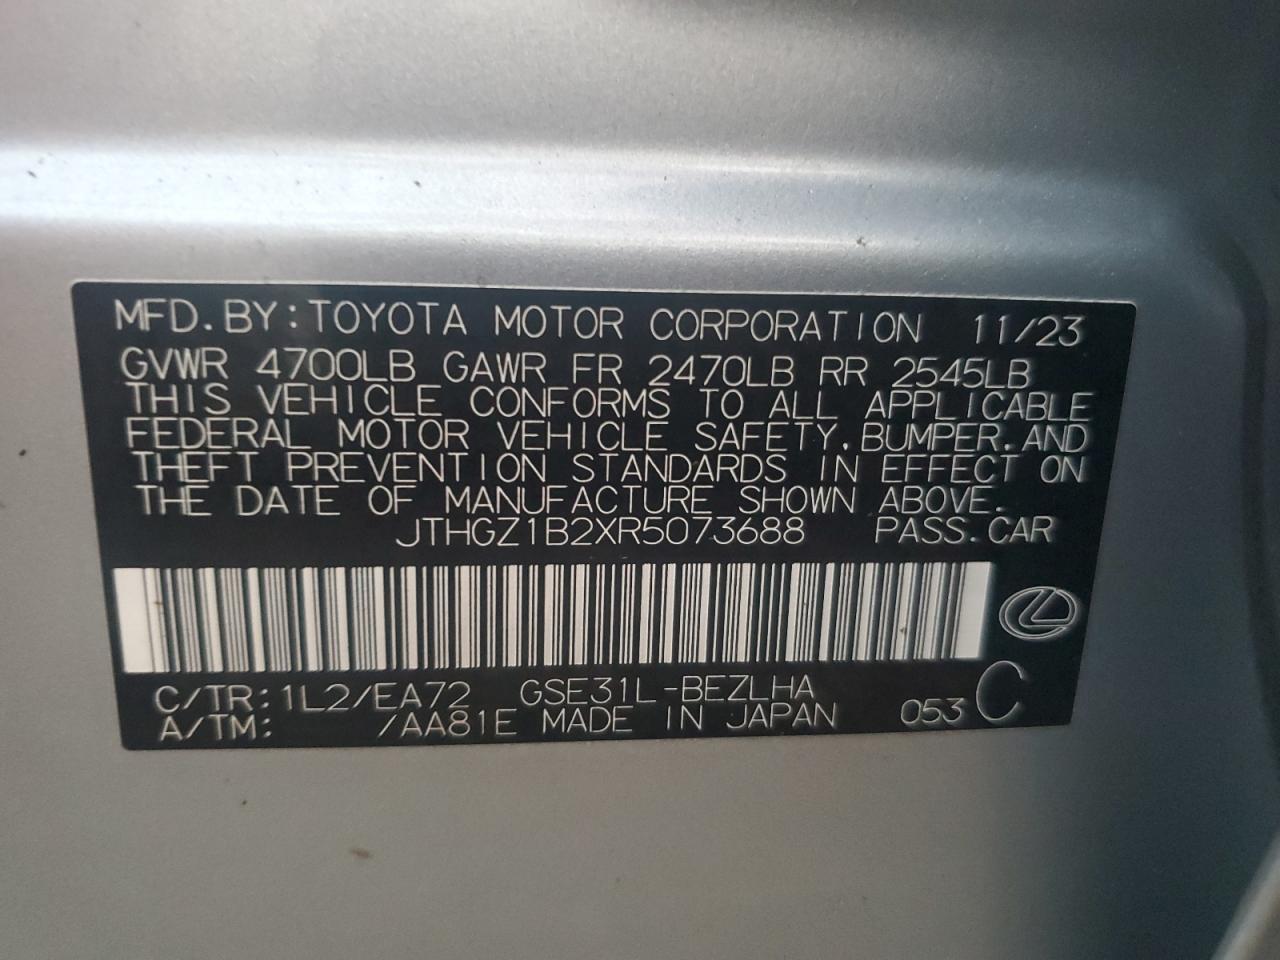 MFD. BY: TOYOTA MOTOR CORPORATION 11/23
GVWR 4700LB GAWR FR 2470LB RR 2545LB
THIS VEHICLE CONFORMS TO ALL APPLICABLE
FEDERAL MOTOR VEHICLE SAFETY, BUMPER, AND
THEFT PREVENTION STANDARDS IN EFFECT ON
THE DATE OF MANUFACTURE SHOWN ABOVE.
JTHGZ1B2XR5073688 PASS. CAR
C/TR: 1L2/EA72 GSE31L-BEZLHA
A/TM: /AA81E MADE IN JAPAN 053 C